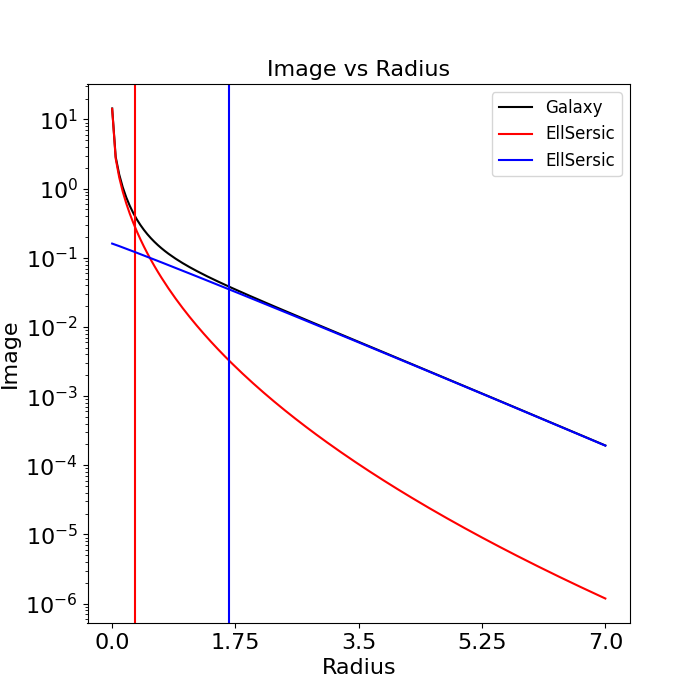 Image vs Radius
Galaxy
EllSersic
EllSersic
10¹
10⁰
10⁻¹
10⁻²
10⁻³
10⁻⁴
10⁻⁵
10⁻⁶
Image
0.0 1.75 3.5 5.25 7.0
Radius